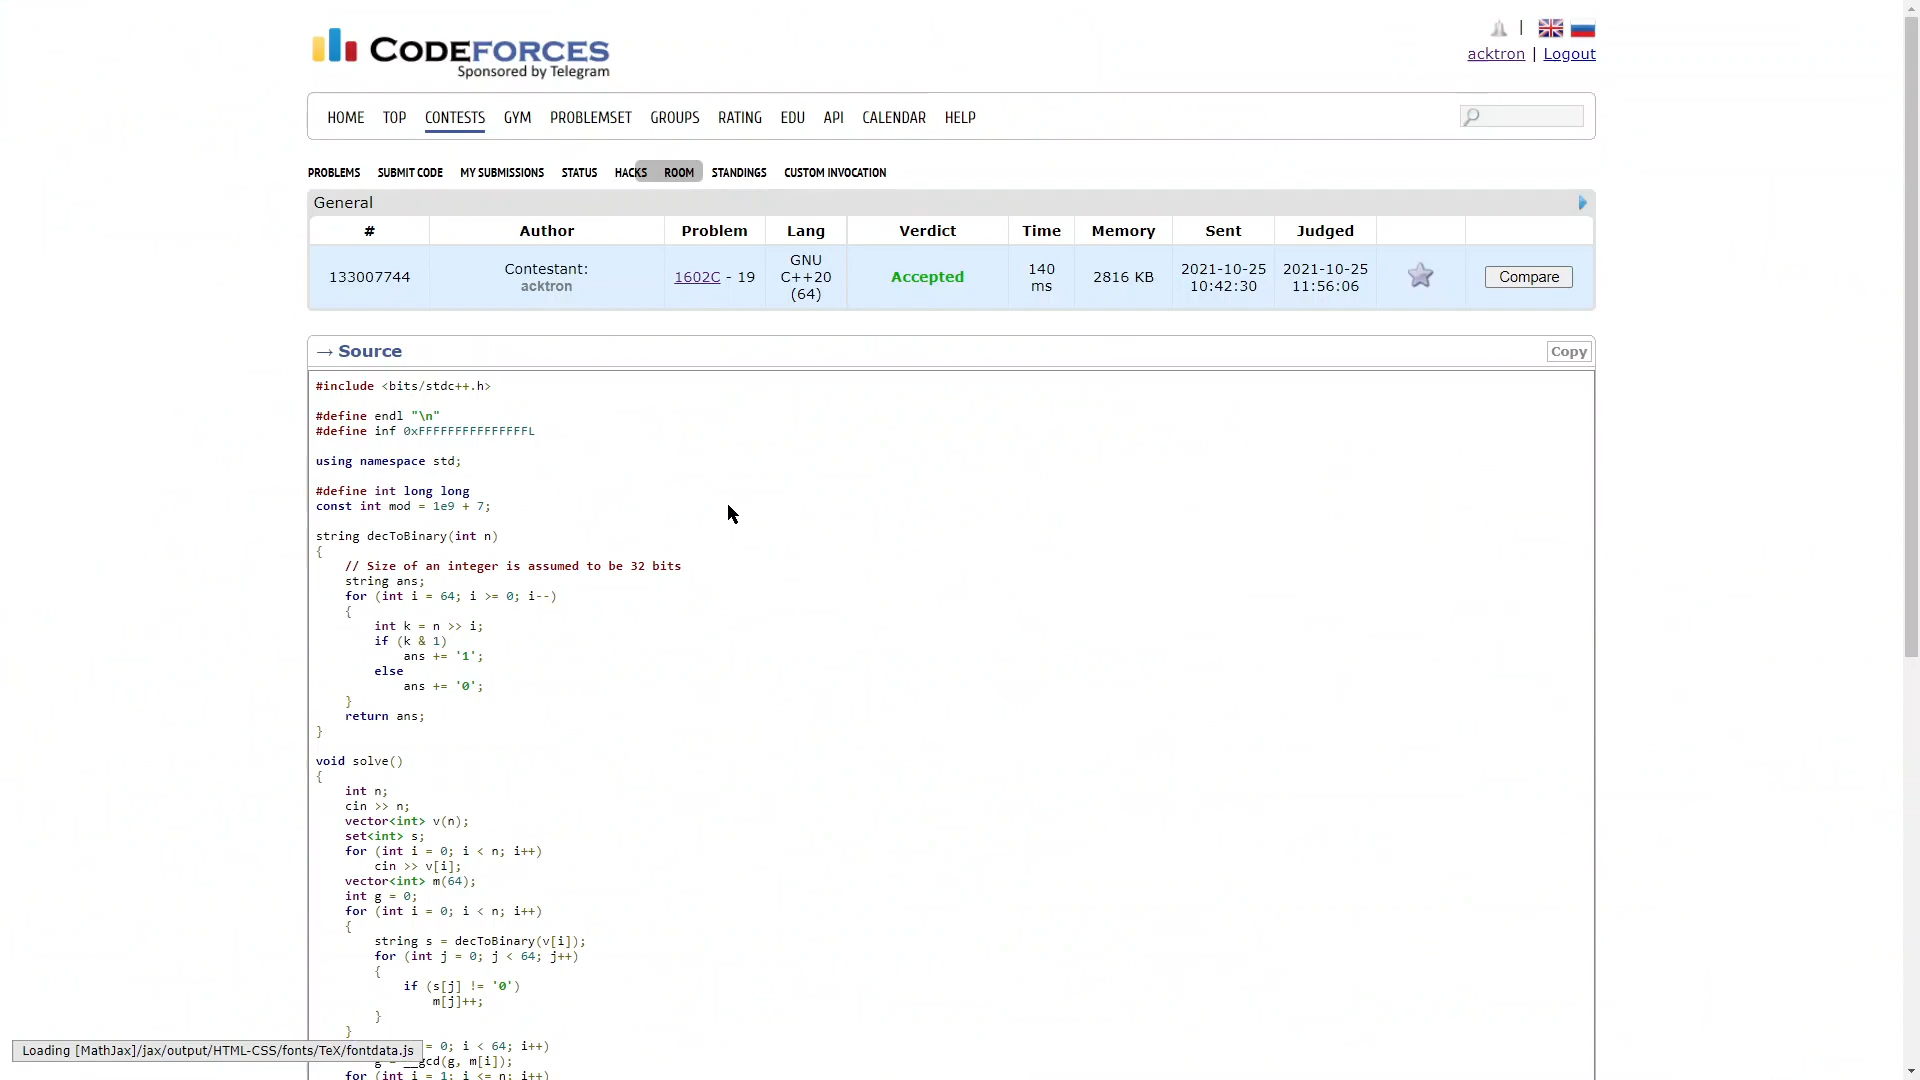 CODEFORCES
Sponsored by Telegram
|
acktron | Logout
HOME TOP CONTESTS GYM PROBLEMSET GROUPS RATING EDU API CALENDAR HELP
PROBLEMS SUBMIT CODE MY SUBMISSIONS STATUS HACKS ROOM STANDINGS CUSTOM INVOCATION
General
# Author Problem Lang Verdict Time Memory Sent Judged
133007744 Contestant: acktron 1602C - 19 GNU C++20 (64) Accepted 140 ms 2816 KB 2021-10-25 10:42:30 2021-10-25 11:56:06 Compare
→ Source Copy
#include <bits/stdc++.h>
#define endl "\n"
#define inf 0xFFFFFFFFFFFFFFFL
using namespace std;
#define int long long
const int mod = 1e9 + 7;
string decToBinary(int n)
{
// Size of an integer is assumed to be 32 bits
string ans;
for (int i = 64; i >= 0; i--)
{
int k = n >> i;
if (k & 1)
ans += '1';
else
ans += '0';
}
return ans;
}
void solve()
{
int n;
cin >> n;
vector<int> v(n);
set<int> s;
for (int i = 0; i < n; i++)
cin >> v[i];
vector<int> m(64);
int g = 0;
for (int i = 0; i < n; i++)
{
string s = decToBinary(v[i]);
for (int j = 0; j < 64; j++)
{
if (s[j] != '0')
m[j]++;
}
}
= 0; i < 64; i++)
__gcd(g, m[i]);
for (int i = 1; i <= n; i++)
Loading [MathJax]/jax/output/HTML-CSS/fonts/TeX/fontdata.js